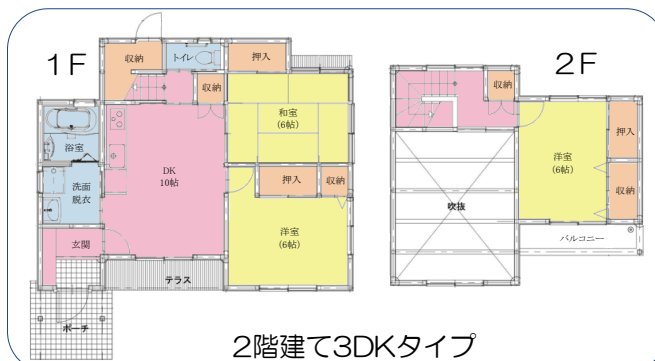 1F
収納
トイレ
押入
収納
和室
(6帖)
浴室
DK
10帖
洗面
脱衣
押入
収納
洋室
(6帖)
玄関
テラス
ポーチ
2F
収納
押入
洋室
(6帖)
収納
吹抜
バルコニー
2階建て3DKタイプ